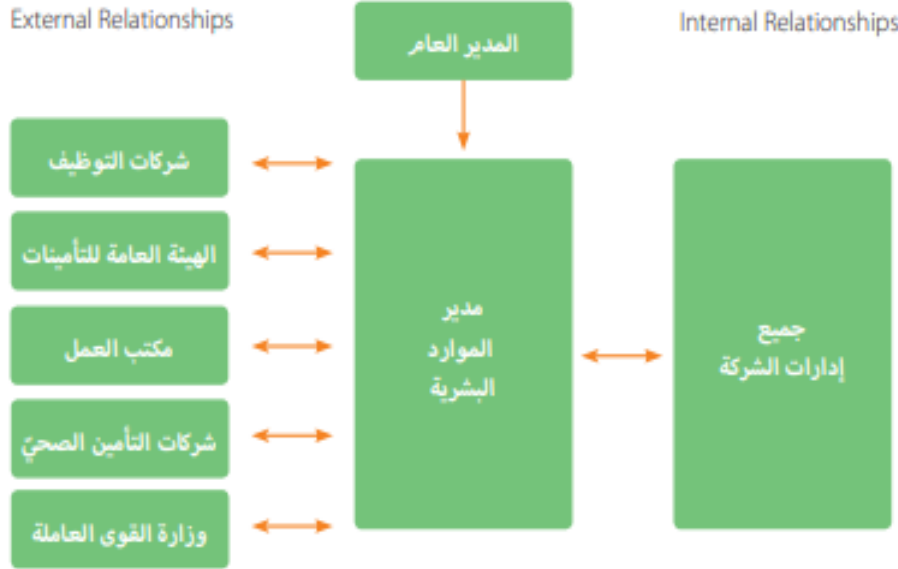 External Relationships
Internal Relationships
المدير العام
شركات التوظيف
الهيئة العامة للتأمينات
مكتب العمل
شركات التأمين الصحيّ
وزارة القوى العاملة
مدير
الموارد
البشرية
جميع
إدارات الشركة